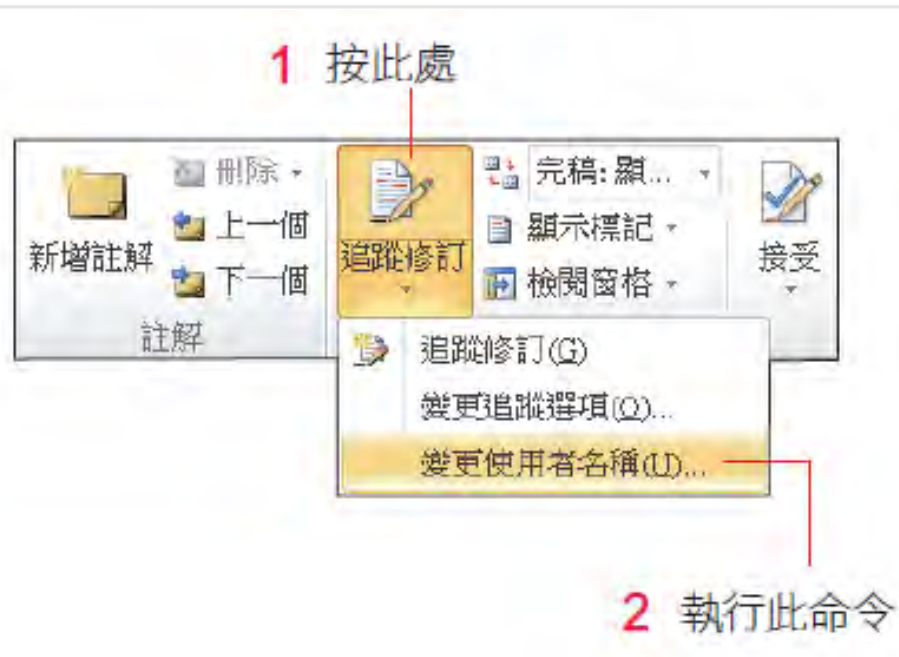 1 按此處
刪除
上一個
下一個
新增註解
註解
追蹤修訂
完稿: 顯...
顯示標記
檢閱窗格
接受
追蹤修訂(G)
變更追蹤選項(O)...
變更使用者名稱(U)...
2 執行此命令